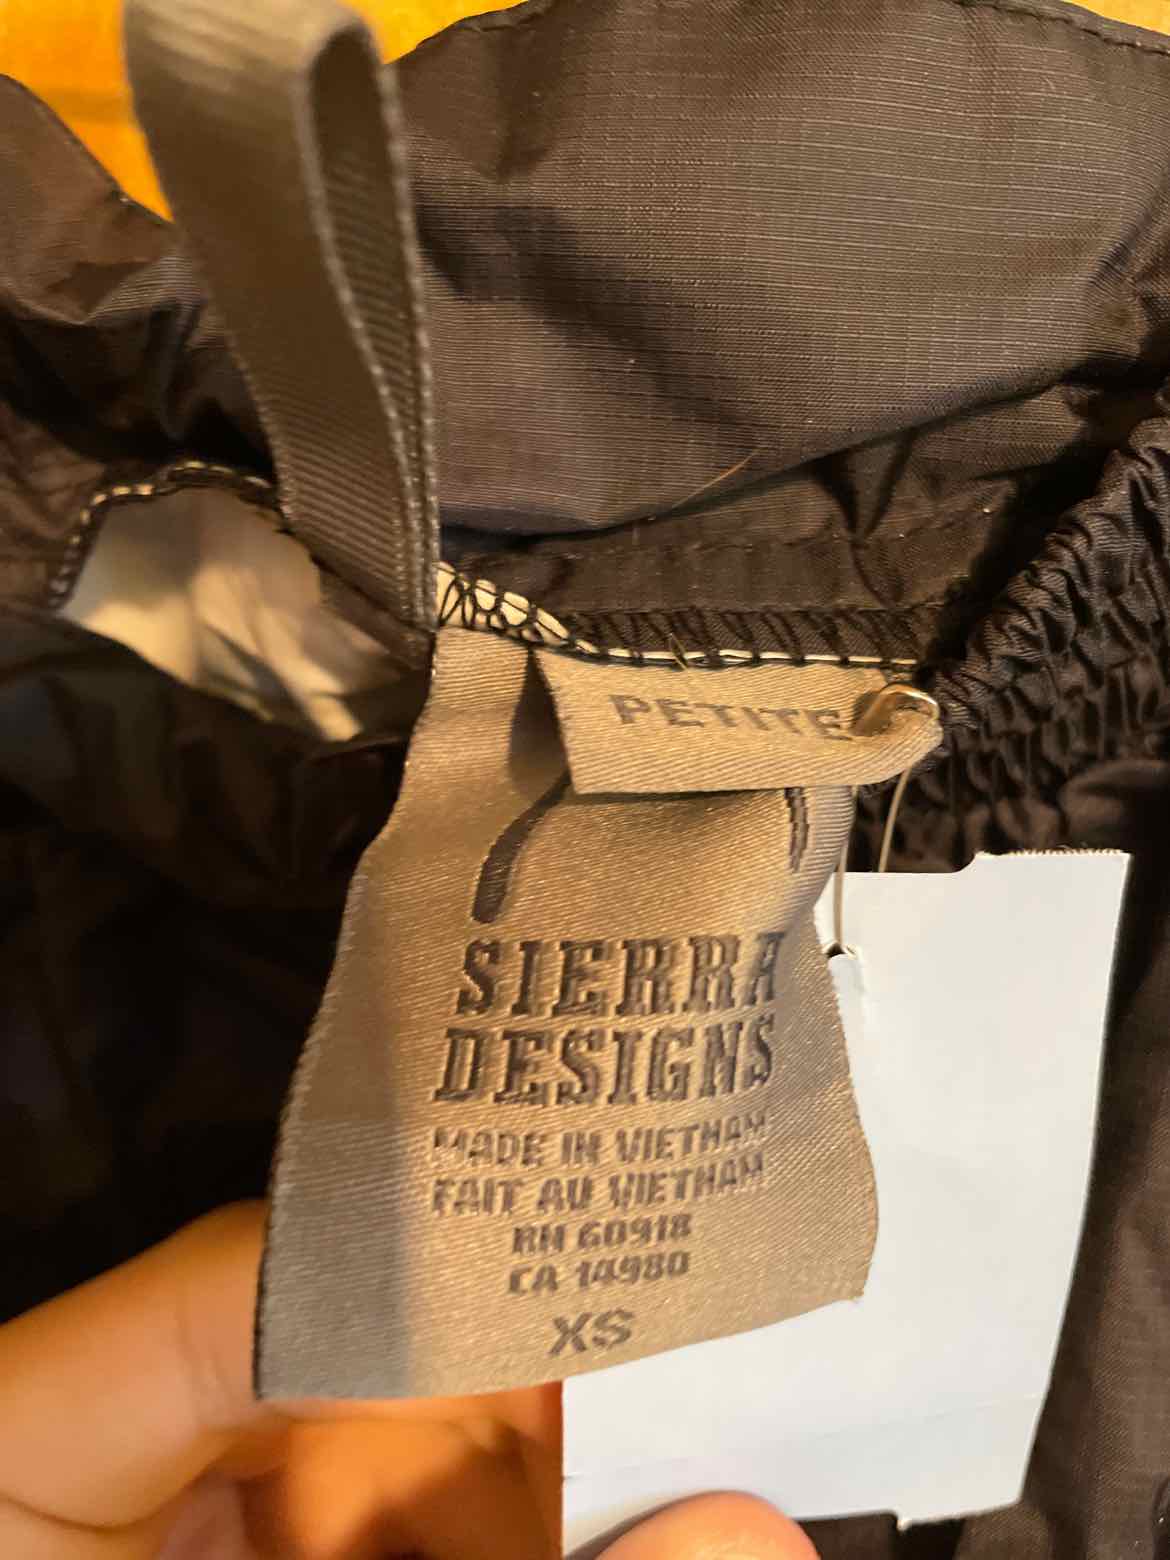 PETITE
SIERRA
DESIGNS
MADE IN VIETNAM
FAIT AU VIETNAM
RN 60918
CA 14980
XS